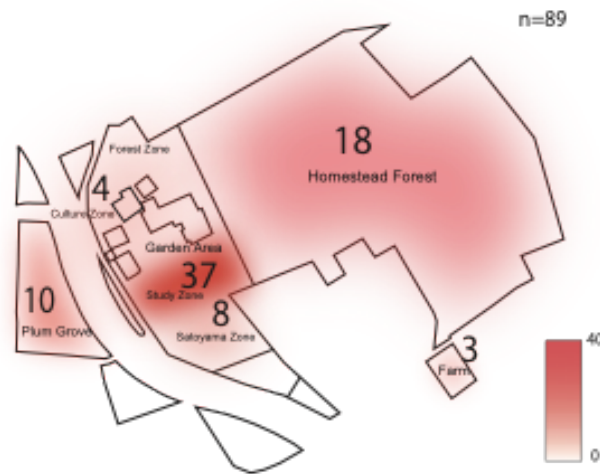 n=89
18
Forest Zone
Homestead Forest
4
Culture Zone
Garden Area
37
Study Zone
10
8
Plum Grove
Satoyama Zone
3
Farm
40
0